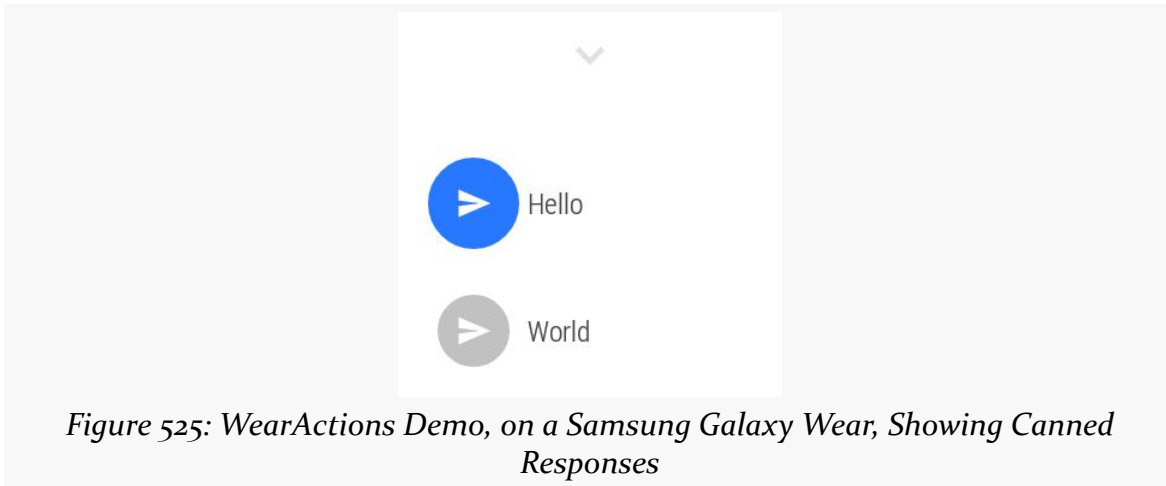 Hello
World
Figure 525: WearActions Demo, on a Samsung Galaxy Wear, Showing Canned
Responses